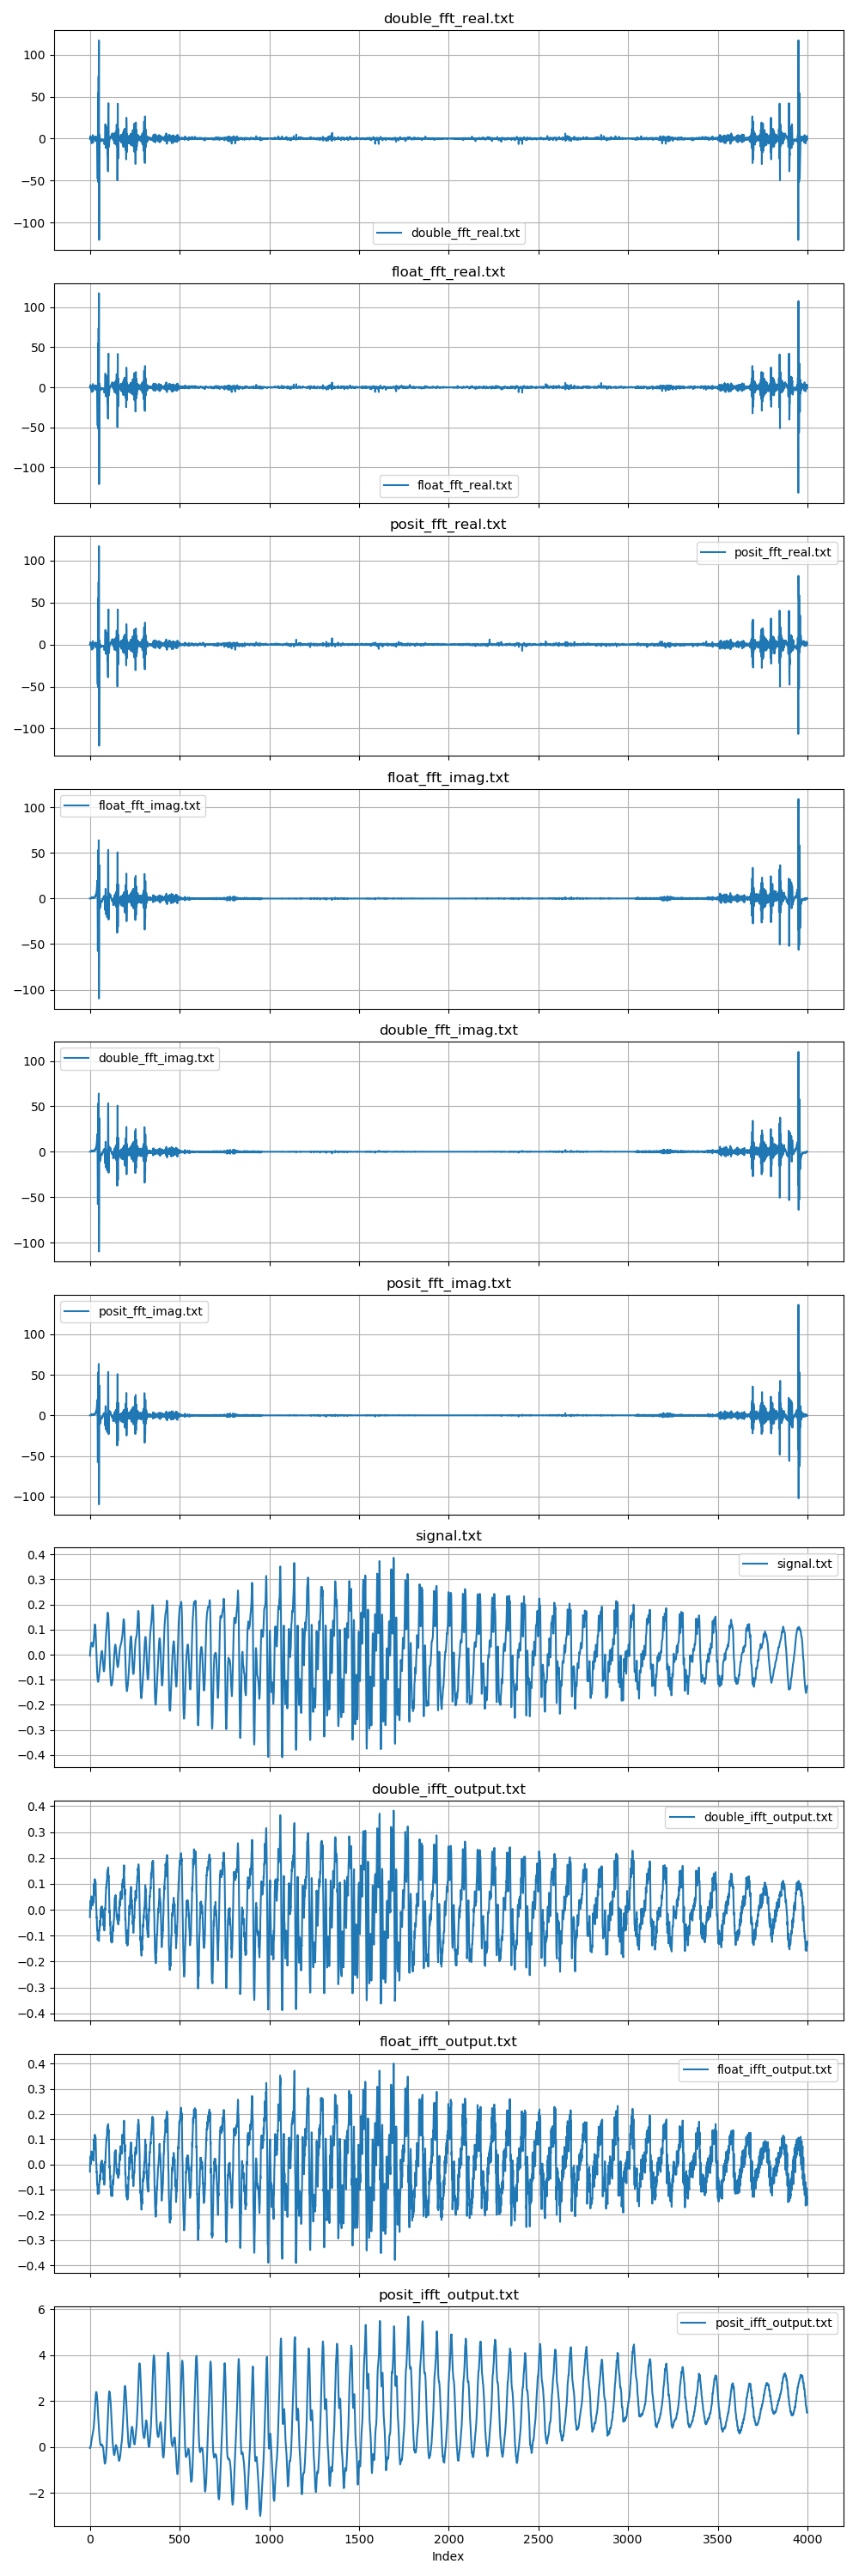 double_fft_real.txt
100
50
0
−50
−100
double_fft_real.txt
float_fft_real.txt
100
50
0
−50
−100
float_fft_real.txt
posit_fft_real.txt
100
50
0
−50
−100
posit_fft_real.txt
float_fft_imag.txt
100
50
0
−50
−100
float_fft_imag.txt
double_fft_imag.txt
100
50
0
−50
−100
double_fft_imag.txt
posit_fft_imag.txt
100
50
0
−50
−100
posit_fft_imag.txt
signal.txt
0.4
0.3
0.2
0.1
0.0
−0.1
−0.2
−0.3
−0.4
signal.txt
double_ifft_output.txt
0.4
0.3
0.2
0.1
0.0
−0.1
−0.2
−0.3
−0.4
double_ifft_output.txt
float_ifft_output.txt
0.4
0.3
0.2
0.1
0.0
−0.1
−0.2
−0.3
−0.4
float_ifft_output.txt
posit_ifft_output.txt
6
4
2
0
−2
posit_ifft_output.txt
0 500 1000 1500 2000 2500 3000 3500 4000
Index